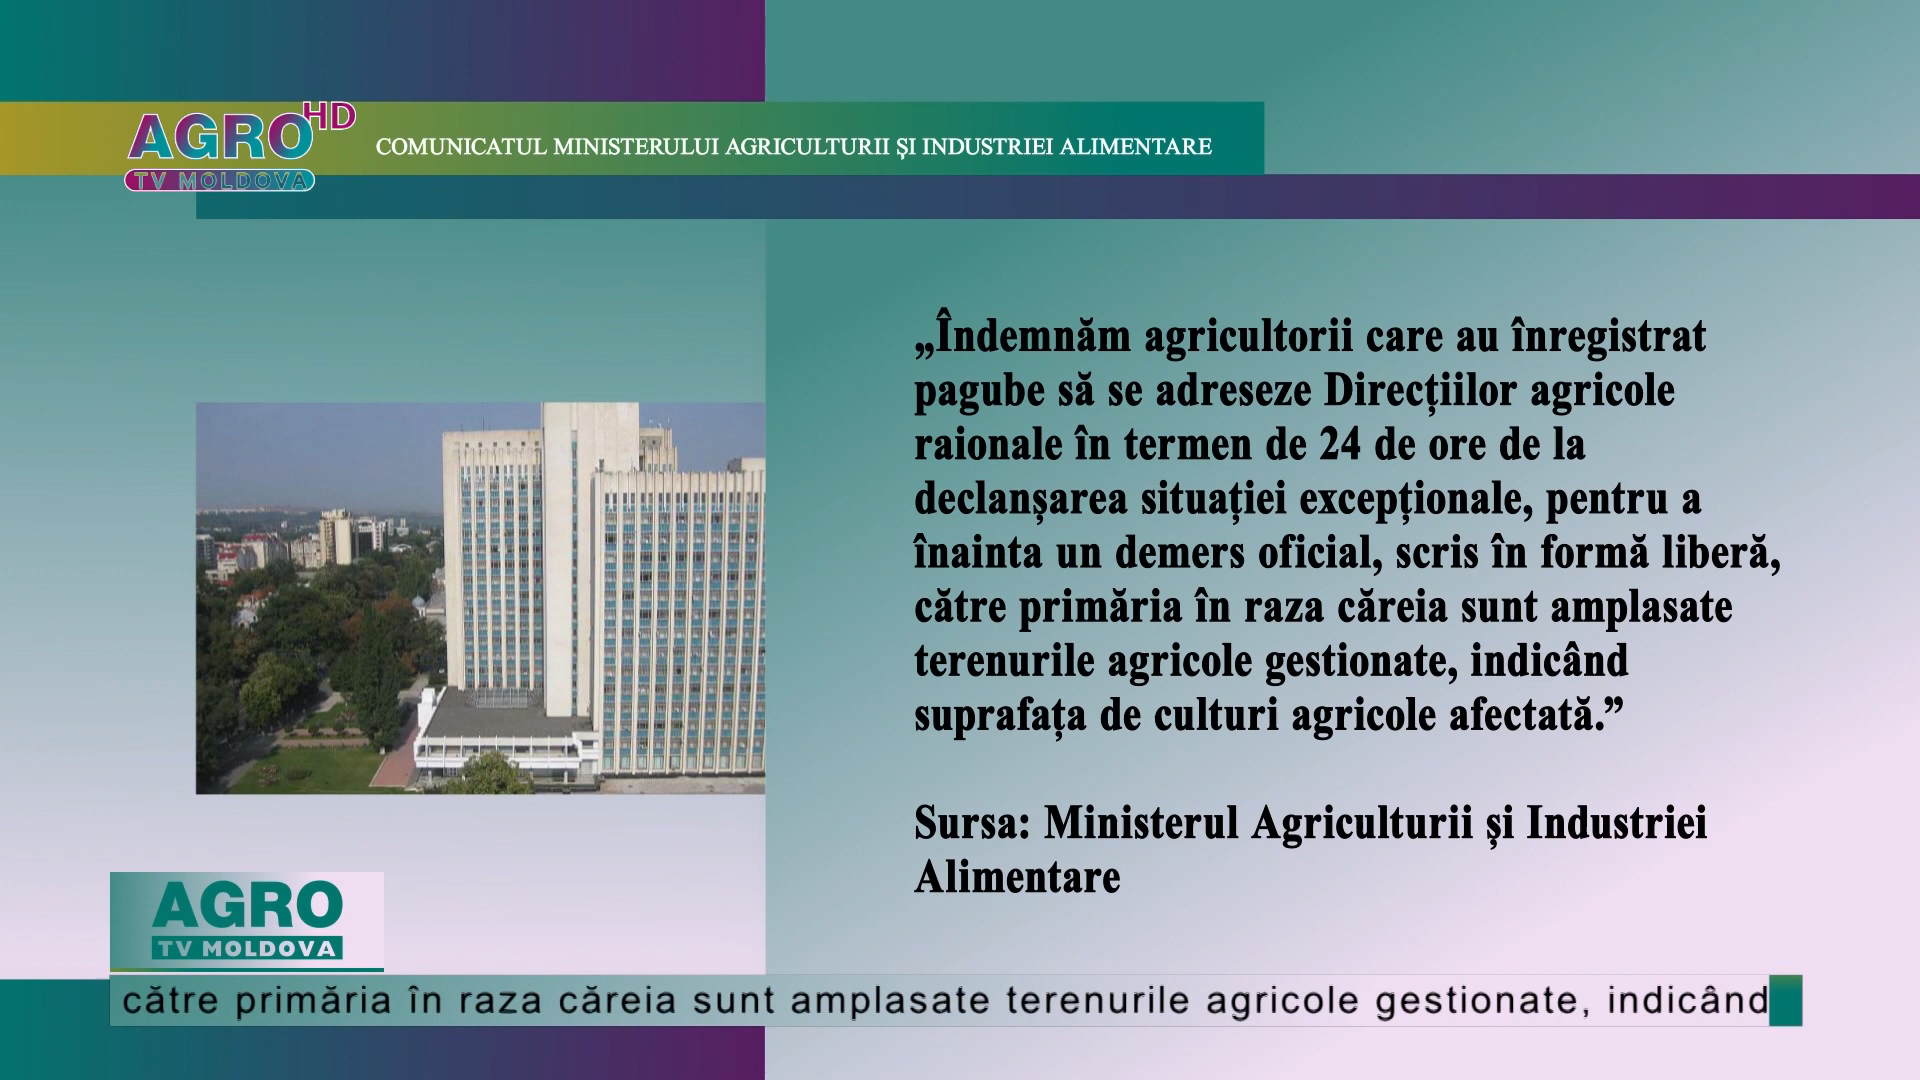 AGRO HD
TV MOLDOVA
COMUNICATUL MINISTERULUI AGRICULTURII ȘI INDUSTRIEI ALIMENTARE
„Îndemnăm agricultorii care au înregistrat
pagube să se adreseze Direcțiilor agricole
raionale în termen de 24 de ore de la
declanșarea situației excepționale, pentru a
înainta un demers oficial, scris în formă liberă,
către primăria în raza căreia sunt amplasate
terenurile agricole gestionate, indicând
suprafața de culturi agricole afectată.”
Sursa: Ministerul Agriculturii și Industriei
Alimentare
AGRO
TV MOLDOVA
către primăria în raza căreia sunt amplasate terenurile agricole gestionate, indicând